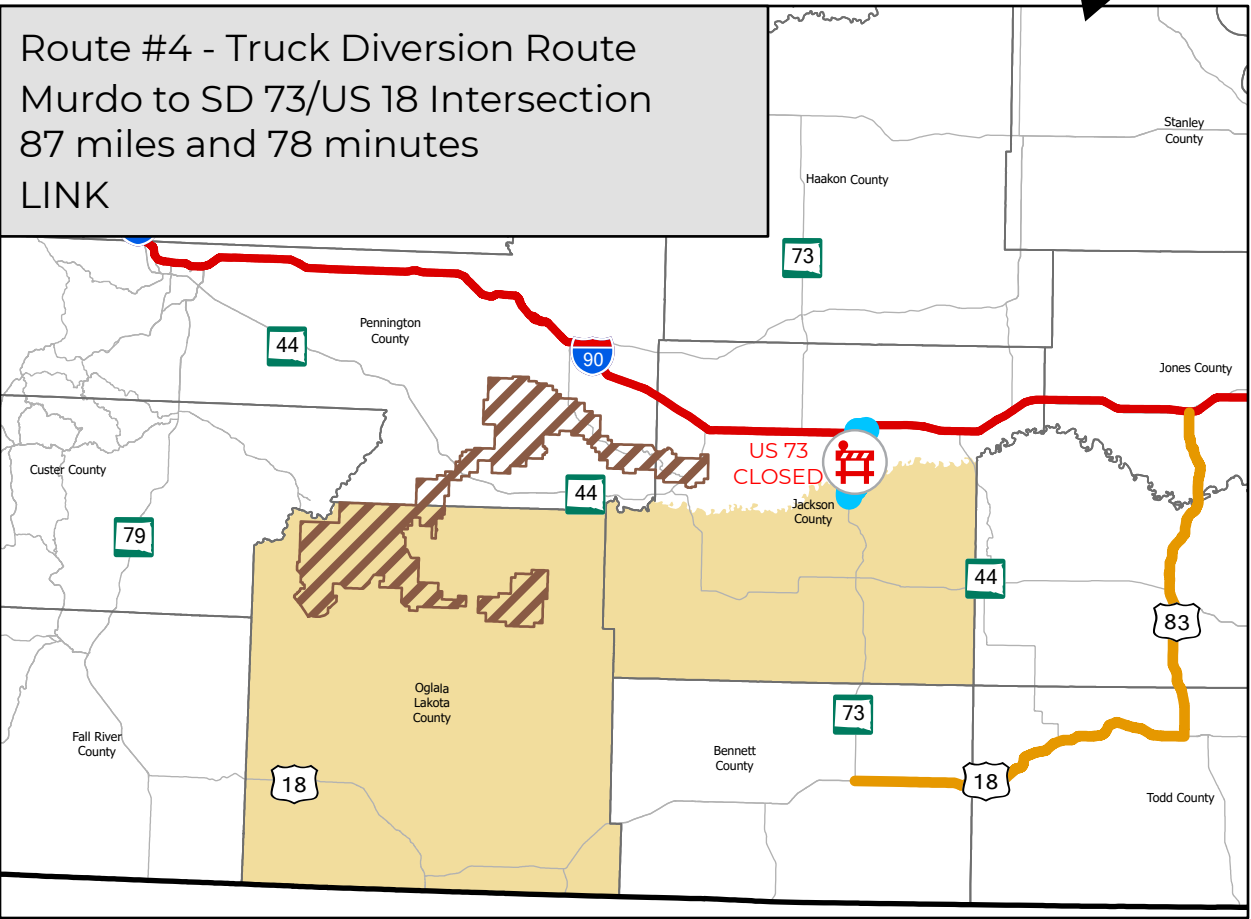 Route #4 - Truck Diversion Route
Murdo to SD 73/US 18 Intersection
87 miles and 78 minutes
LINK
Stanley
County
Haakon County
73
Pennington
County
44
90
Jones County
Custer County
US 73
CLOSED
44
Jackson
County
79
44
83
Oglala
Lakota
County
73
Fall River
County
Bennett
County
18
18
Todd County